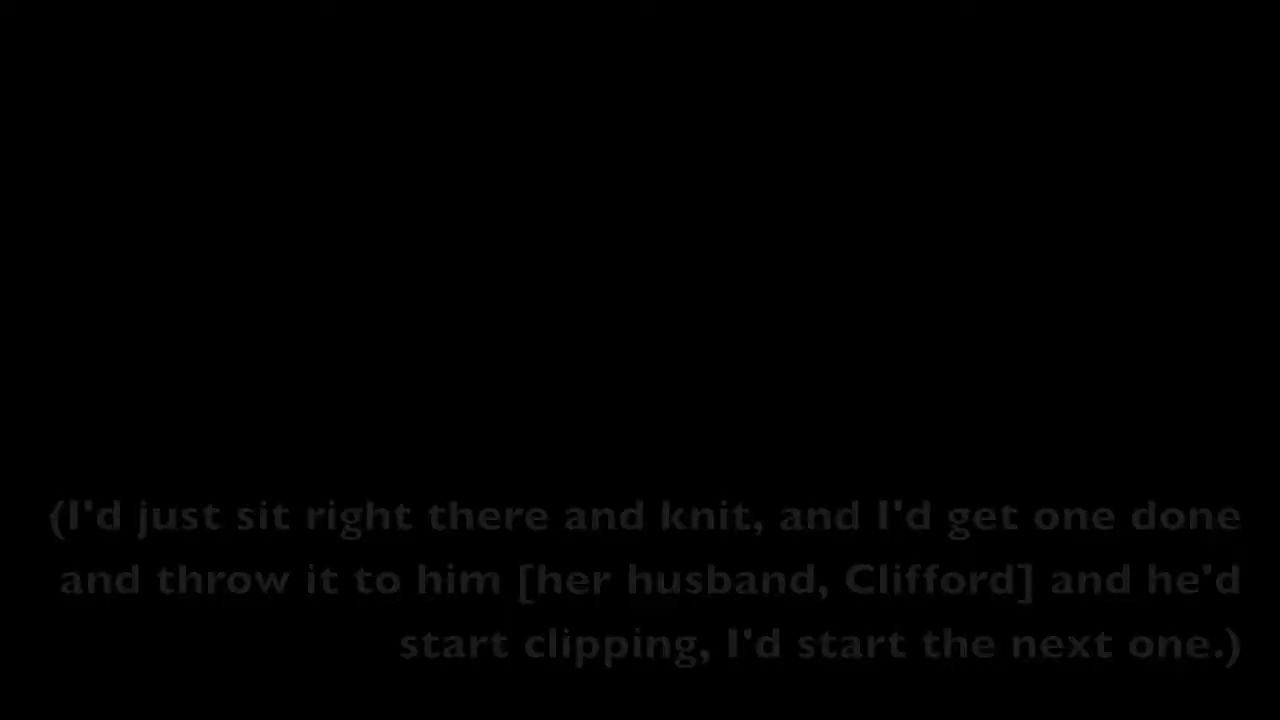 (I'd just sit right there and knit, and I'd get one done
and throw it to him [her husband, Clifford] and he'd
start clipping, I'd start the next one.)